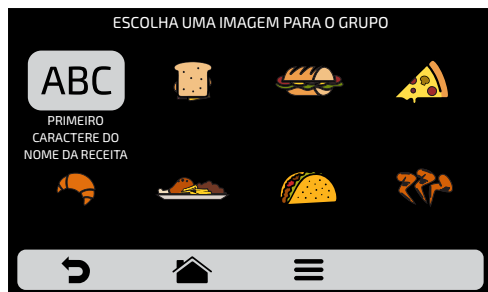 ESCOLHA UMA IMAGEM PARA O GRUPO
ABC
PRIMEIRO
CARACTERE DO
NOME DA RECEITA